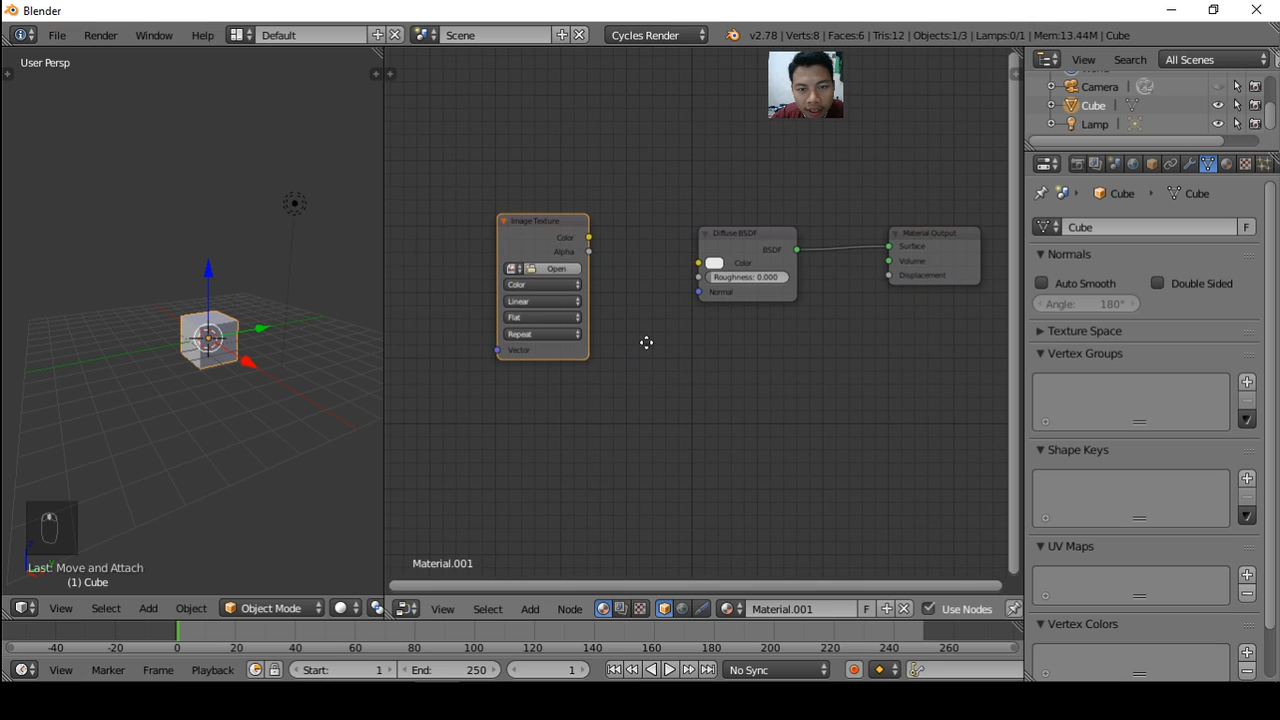 Blender
File Render Window Help Default Scene Cycles Render v2.78 | Verts:8 | Faces:6 | Tris:12 | Objects:1/3 | Lamps:0/1 | Mem:13.44M | Cube
User Persp
View Search All Scenes
Camera
Cube
Lamp
Cube Cube
Cube F
Normals
Auto Smooth Double Sided
Angle: 180°
Texture Space
Vertex Groups
Shape Keys
UV Maps
Vertex Colors
Image Texture
Color
Alpha
Open
Color
Linear
Flat
Repeat
Vector
Diffuse BSDF
BSDF
Color
Roughness: 0.000
Normal
Material Output
Surface
Volume
Displacement
Last: Move and Attach
(1) Cube
Material.001
View Select Add Object Object Mode
View Select Add Node Material.001 F Use Nodes
-40 -20 0 20 40 60 80 100 120 140 160 180 200 220 240 260
View Marker Frame Playback Start: 1 End: 250 1 No Sync